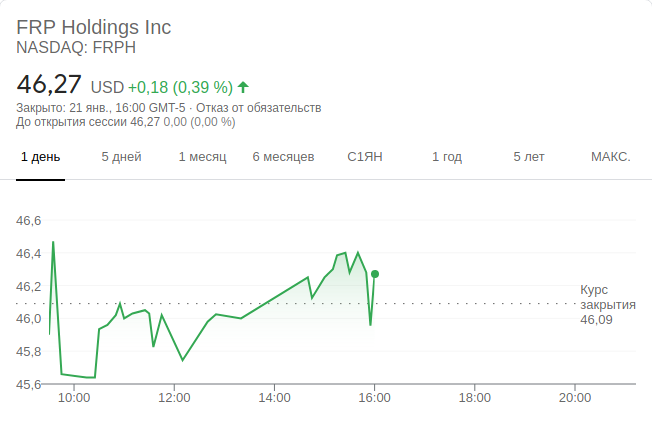 FRP Holdings Inc
NASDAQ: FRPH
46,27 USD +0,18 (0,39 %)
Закрыто: 21 янв., 16:00 GMT-5 · Отказ от обязательств
До открытия сессии 46,27 0,00 (0,00 %)
1 день 5 дней 1 месяц 6 месяцев С1ЯН 1 год 5 лет МАКС.
46,6
46,4
46,2
46,0
45,8
45,6
Курс
закрытия
46,09
10:00 12:00 14:00 16:00 18:00 20:00